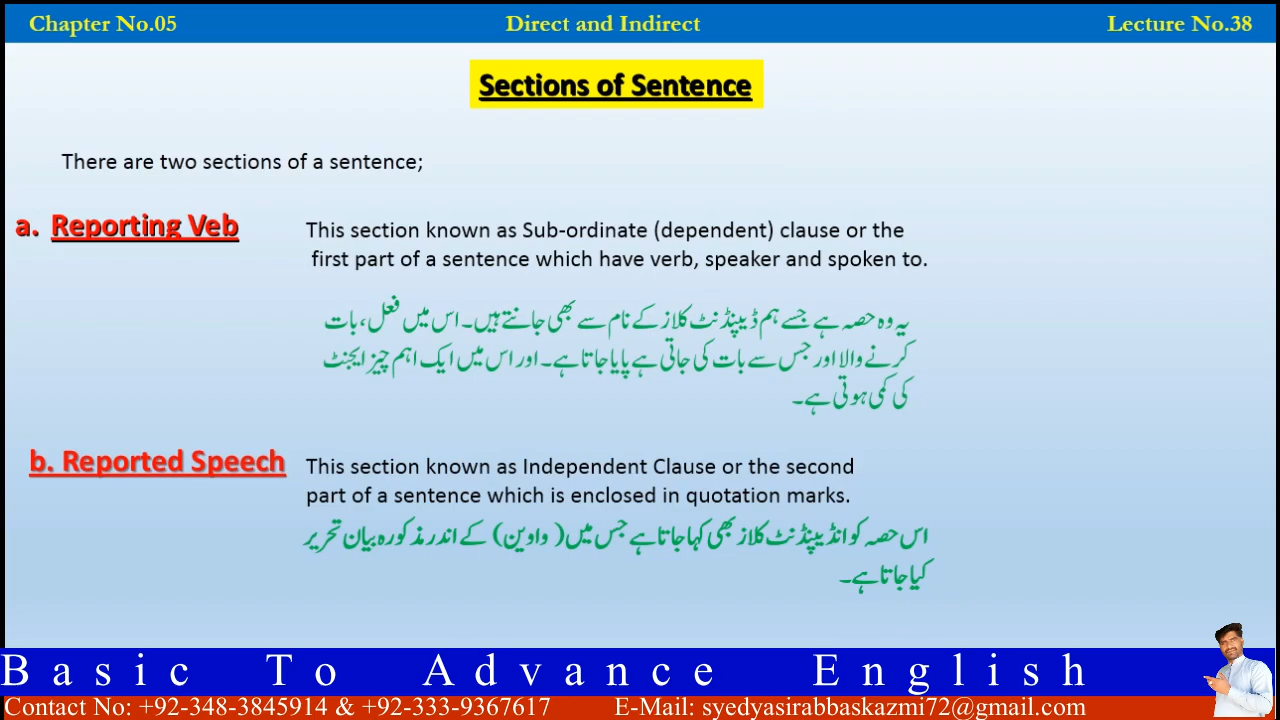 Chapter No.05 Direct and Indirect Lecture No.38
Sections of Sentence
There are two sections of a sentence;
a. Reporting Veb
This section known as Sub-ordinate (dependent) clause or the
first part of a sentence which have verb, speaker and spoken to.
یہ وہ حصہ ہے جسے ہم ڈیپنڈنٹ کلاز کے نام سے بھی جانتے ہیں۔ اس میں فعل، بات
کرنے والا اور جس سے بات کی جاتی ہے پایا جاتا ہے۔ اور اس میں ایک اہم چیز ایجنٹ
کی کمی ہوتی ہے۔
b. Reported Speech
This section known as Independent Clause or the second
part of a sentence which is enclosed in quotation marks.
اس حصہ کو انڈیپنڈنٹ کلاز بھی کہا جاتا ہے جس میں ( واوین) کے اندر مذکورہ بیان تحریر
کیا جاتا ہے۔
Basic To Advance English
Contact No: +92-348-3845914 & +92-333-9367617 E-Mail: syedyasirabbaskazmi72@gmail.com